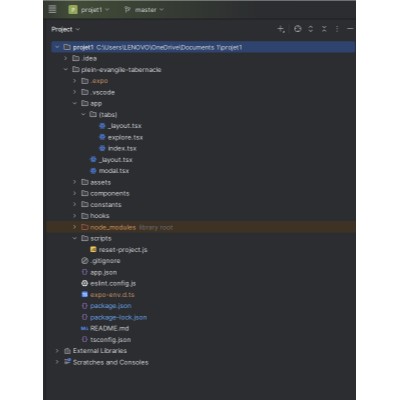 P projet1 master
Project
projet1 C:\Users\LENOVO\OneDrive\Documents
.idea
plein-evangile-tabernacle
.expo
.vscode
app
(tabs)
_layout.tsx
explore.tsx
index.tsx
_layout.tsx
modal.tsx
assets
components
constants
hooks
node_modules library root
scripts
reset-project.js
.gitignore
app.json
eslint.config.js
expo-env.d.ts
package.json
package-lock.json
README.md
tsconfig.json
External Libraries
Scratches and Consoles